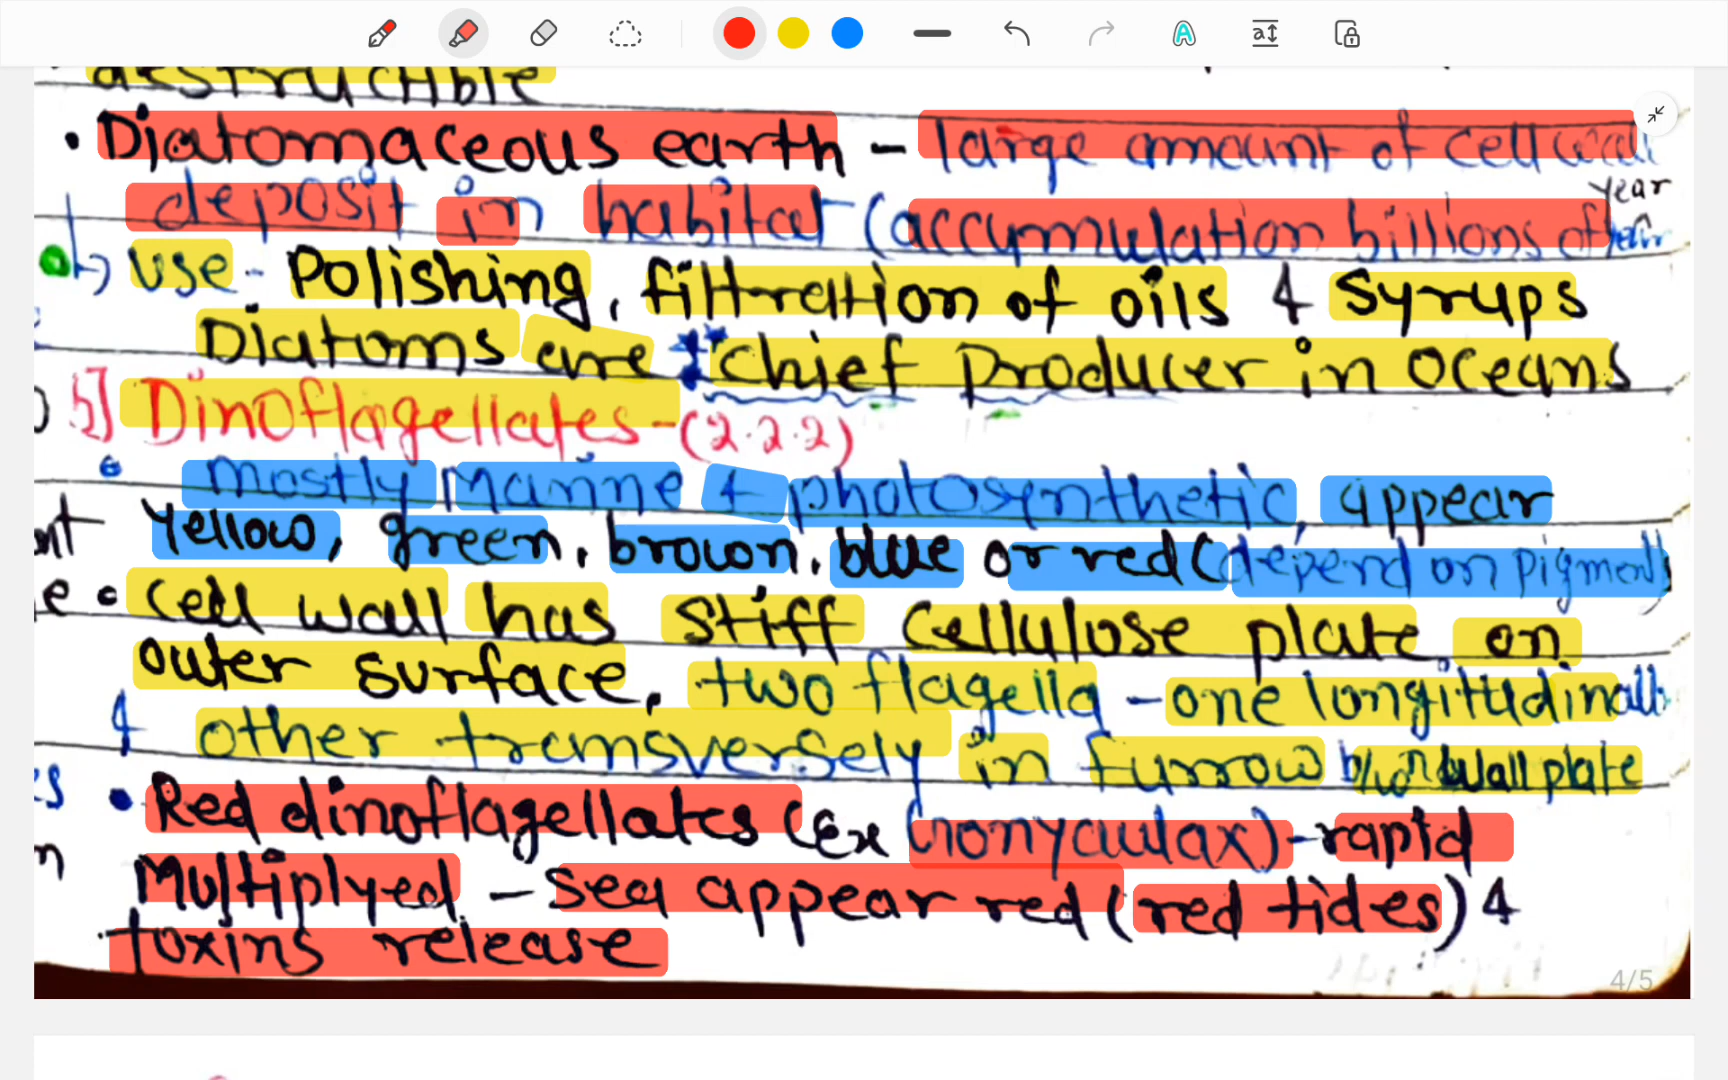 destructible
• Diatomaceous earth - large amount of cell wall
deposit in habitat (accumulation billions of year
↳ use - Polishing, filtration of oils & Syrups
Diatoms are chief Producer in Oceans
b] Dinoflagellates - (2.2.2)
• mostly marine & photosynthetic, appear
nt Yellow, green, brown, blue or red (depend on pigment)
e • cell wall has stiff cellulose plate on
outer surface, two flagella - one longitudinally
& other transversely in furrow b/w wall plate
es • Red dinoflagellates (Ex Gonyaulax) - rapid
n Multiplyed - sea appear red (red tides) &
toxins release
4/5